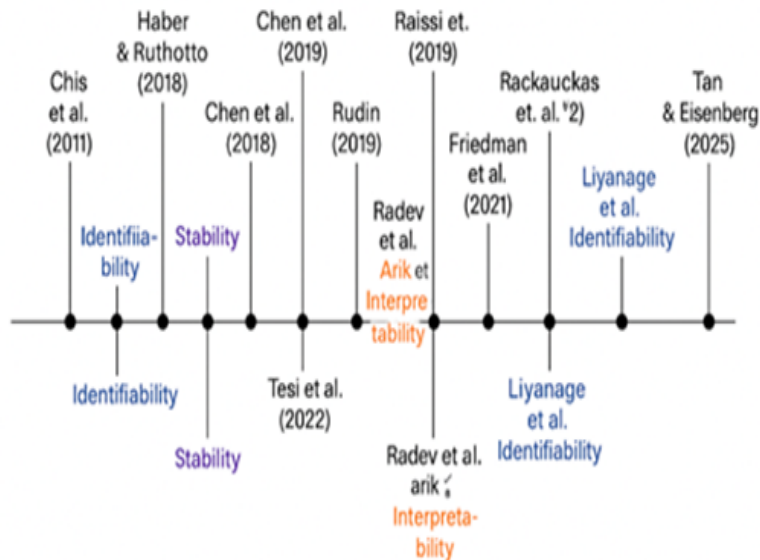 Chis
et al.
(2011)
Haber
& Ruthotto
(2018)
Chen et al.
(2018)
Chen et al.
(2019)
Rudin
(2019)
Raissi et.
(2019)
Radev
et al.
Arik et
Interpre
tability
Friedman
et al.
(2021)
Rackauckas
et. al.
Liyanage
et al.
Identifiability
Tan
& Eisenberg
(2025)
Identifiia-
bility
Stability
Identifiability
Stability
Tesi et al.
(2022)
Radev et al.
arik
Interpreta-
bility
Liyanage
et al.
Identifiability